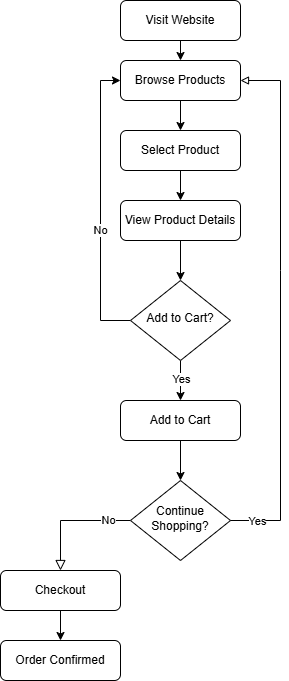 Visit Website
Browse Products
Select Product
View Product Details
No
Add to Cart?
Yes
Add to Cart
Continue
Shopping?
No
Yes
Checkout
Order Confirmed